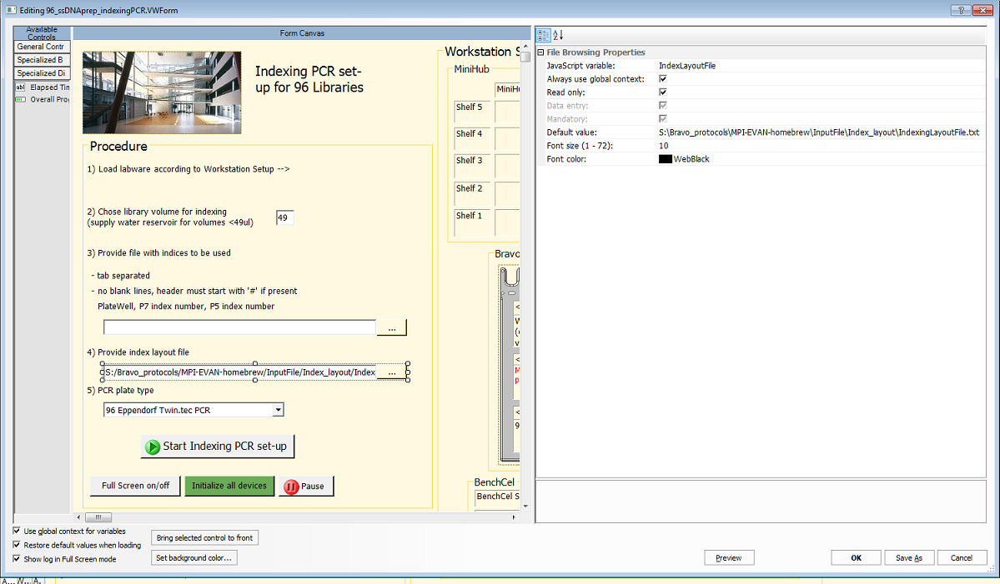 Editing 96_ssDNAprep_indexingPCR.VWForm
Available
Controls
General Contr
Specialized B
Specialized Di
Elapsed Tin
Overall Pro
Form Canvas
Indexing PCR set-
up for 96 Libraries
Procedure
1) Load labware according to Workstation Setup -->
2) Chose library volume for indexing
(supply water reservoir for volumes <49ul)
49
3) Provide file with indices to be used
- tab separated
- no blank lines, header must start with '#' if present
PlateWell, P7 index number, P5 index number
...
4) Provide index layout file
S:/Bravo_protocols/MPI-EVAN-homebrew/InputFile/Index_layout/Index
...
5) PCR plate type
96 Eppendorf Twin.tec PCR
Start Indexing PCR set-up
Full Screen on/off
Initialize all devices
Pause
Workstation S
MiniHub
MiniHu
Shelf 5
Shelf 4
Shelf 3
Shelf 2
Shelf 1
Bravo
<
W
(
v
<
M
p
<
9
BenchCel
BenchCel S
File Browsing Properties
JavaScript variable: IndexLayoutFile
Always use global context:
Read only:
Data entry:
Mandatory:
Default value: S:\Bravo_protocols\MPI-EVAN-homebrew\InputFile\Index_layout\IndexingLayoutFile.txt
Font size (1 - 72): 10
Font color: WebBlack
Use global context for variables
Restore default values when loading
Show log in Full Screen mode
Bring selected control to front
Set background color...
Preview
OK
Save As
Cancel
A... W... A.